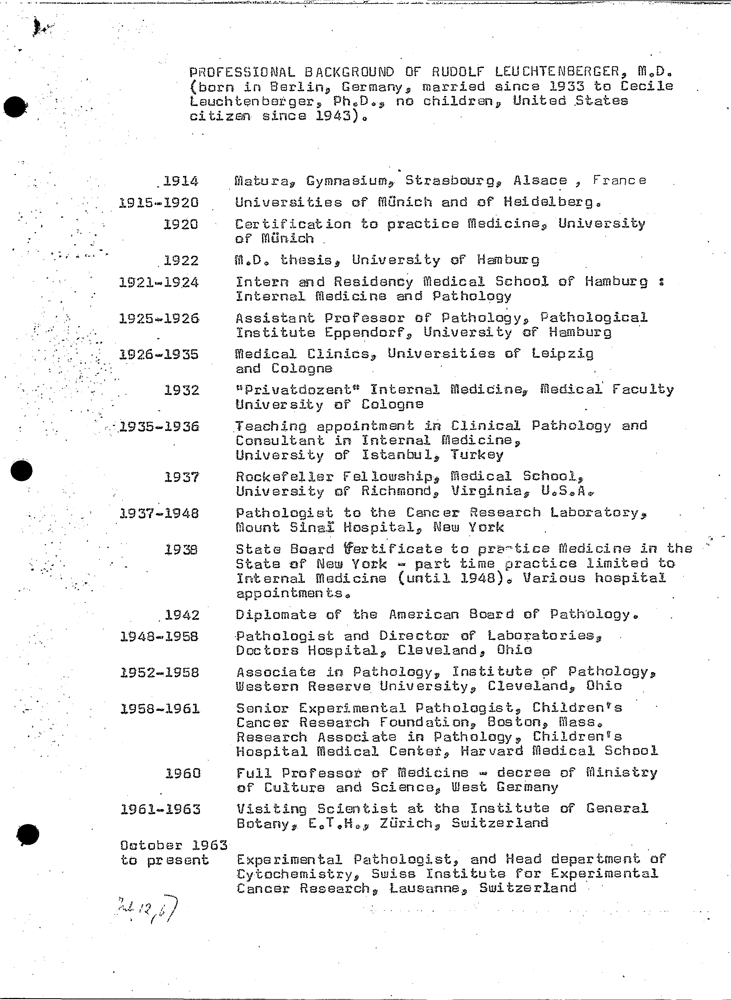 PROFESSIONAL BACKGROUND OF RUDOLF LEUCHTENBERGER, M.D.
(born in Berlin, Germany, married since 1933 to Cecile
Leuchtenberger, Ph.D., no children, United States
citizen since 1943).
1914 Matura, Gymnasium, Strasbourg, Alsace , France
1915-1920 Universities of Münich and of Heidelberg.
1920 Certification to practice Medicine, University
of Münich
1922 M.D. thesis, University of Hamburg
1921-1924 Intern and Residency Medical School of Hamburg :
Internal Medicine and Pathology
1925-1926 Assistant Professor of Pathology, Pathological
Institute Eppendorf, University of Hamburg
1926-1935 Medical Clinics, Universities of Leipzig
and Cologne
1932 "Privatdozent" Internal Medicine, Medical Faculty
University of Cologne
1935-1936 Teaching appointment in Clinical Pathology and
Consultant in Internal Medicine,
University of Istanbul, Turkey
1937 Rockefeller Fellowship, Medical School,
University of Richmond, Virginia, U.S.A.
1937-1948 Pathologist to the Cancer Research Laboratory,
Mount Sinai Hospital, New York
1938 State Board Certificate to practice Medicine in the
State of New York - part time practice limited to
Internal Medicine (until 1948). Various hospital
appointments.
1942 Diplomate of the American Board of Pathology.
1948-1958 Pathologist and Director of Laboratories,
Doctors Hospital, Cleveland, Ohio
1952-1958 Associate in Pathology, Institute of Pathology,
Western Reserve University, Cleveland, Ohio
1958-1961 Senior Experimental Pathologist, Children's
Cancer Research Foundation, Boston, Mass.
Research Associate in Pathology, Children's
Hospital Medical Center, Harvard Medical School
1960 Full Professor of Medicine - decree of Ministry
of Culture and Science, West Germany
1961-1963 Visiting Scientist at the Institute of General
Botany, E.T.H., Zürich, Switzerland
October 1963
to present Experimental Pathologist, and Head department of
Cytochemistry, Swiss Institute for Experimental
Cancer Research, Lausanne, Switzerland
12, 67